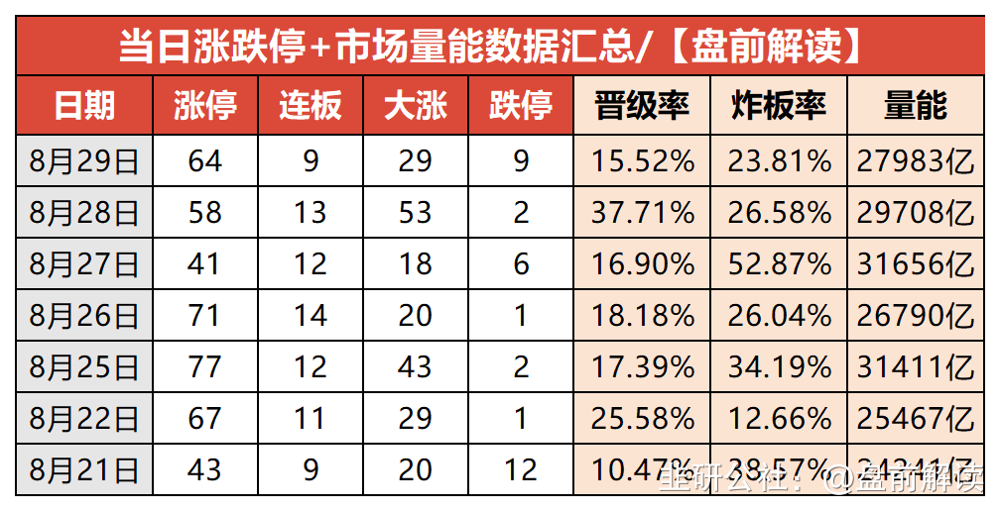 当日涨跌停+市场量能数据汇总/【盘前解读】
日期 涨停 连板 大涨 跌停 晋级率 炸板率 量能
8月29日 64 9 29 9 15.52% 23.81% 27983亿
8月28日 58 13 53 2 37.71% 26.58% 29708亿
8月27日 41 12 18 6 16.90% 52.87% 31656亿
8月26日 71 14 20 1 18.18% 26.04% 26790亿
8月25日 77 12 43 2 17.39% 34.19% 31411亿
8月22日 67 11 29 1 25.58% 12.66% 25467亿
8月21日 43 9 20 12 10.47% 38.57% 24241亿
韭研公社：@盘前解读